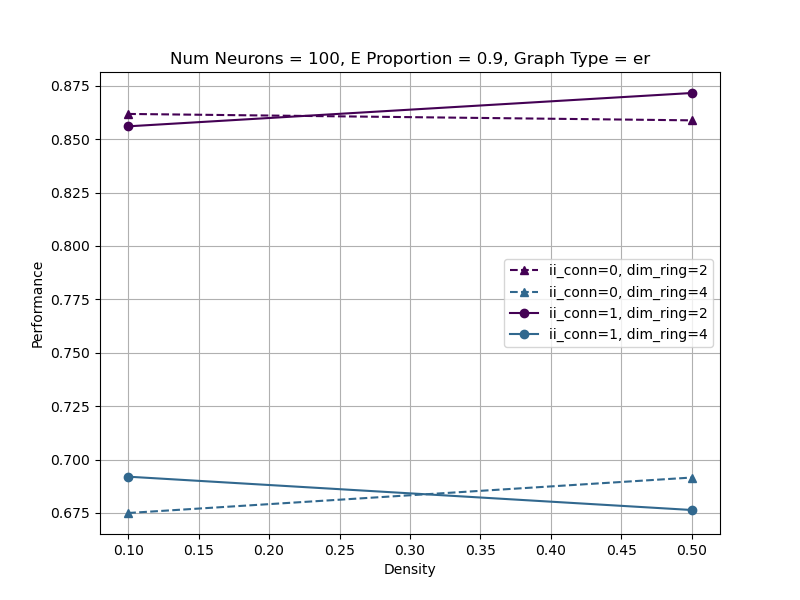 Num Neurons = 100, E Proportion = 0.9, Graph Type = er
Performance
0.875
0.850
0.825
0.800
0.775
0.750
0.725
0.700
0.675
ii_conn=0, dim_ring=2
ii_conn=0, dim_ring=4
ii_conn=1, dim_ring=2
ii_conn=1, dim_ring=4
0.10 0.15 0.20 0.25 0.30 0.35 0.40 0.45 0.50
Density